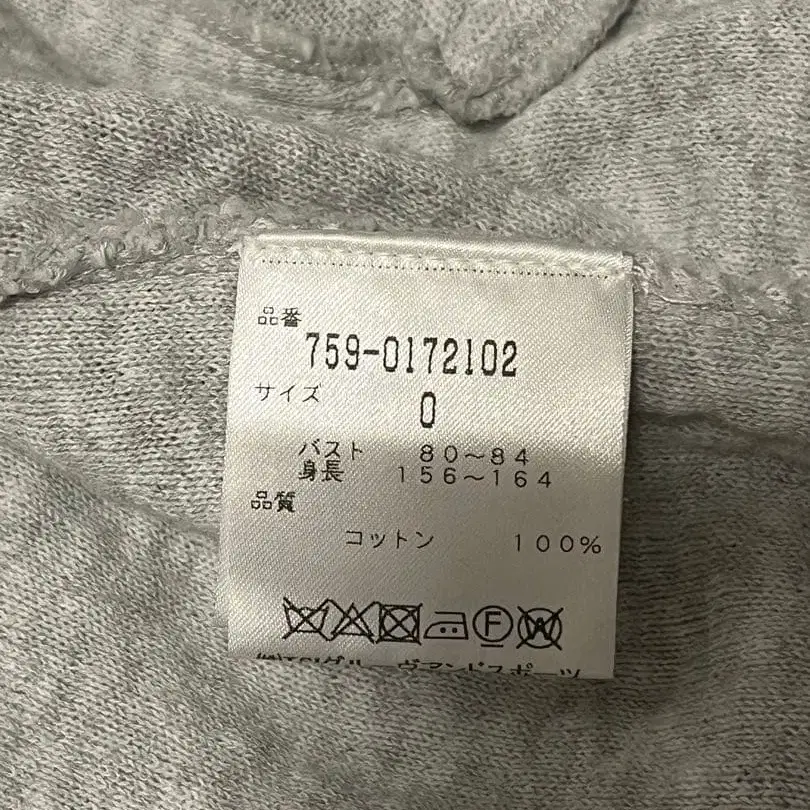 品番
759-0172102
サイズ
0
バスト 80～84
身長 156～164
品質
コットン 100%
F W